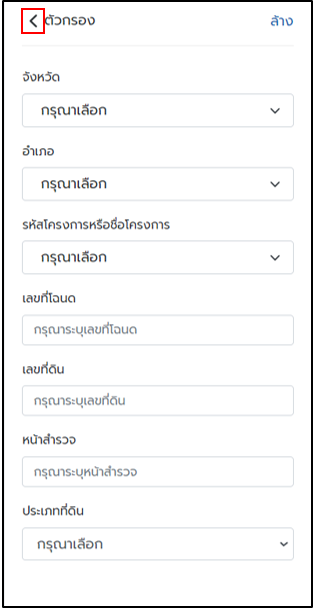 ตัวกรอง ล้าง
จังหวัด
กรุณาเลือก
อำเภอ
กรุณาเลือก
รหัสโครงการหรือชื่อโครงการ
กรุณาเลือก
เลขที่โฉนด
กรุณาระบุเลขที่โฉนด
เลขที่ดิน
กรุณาระบุเลขที่ดิน
หน้าสำรวจ
กรุณาระบุหน้าสำรวจ
ประเภทที่ดิน
กรุณาเลือก